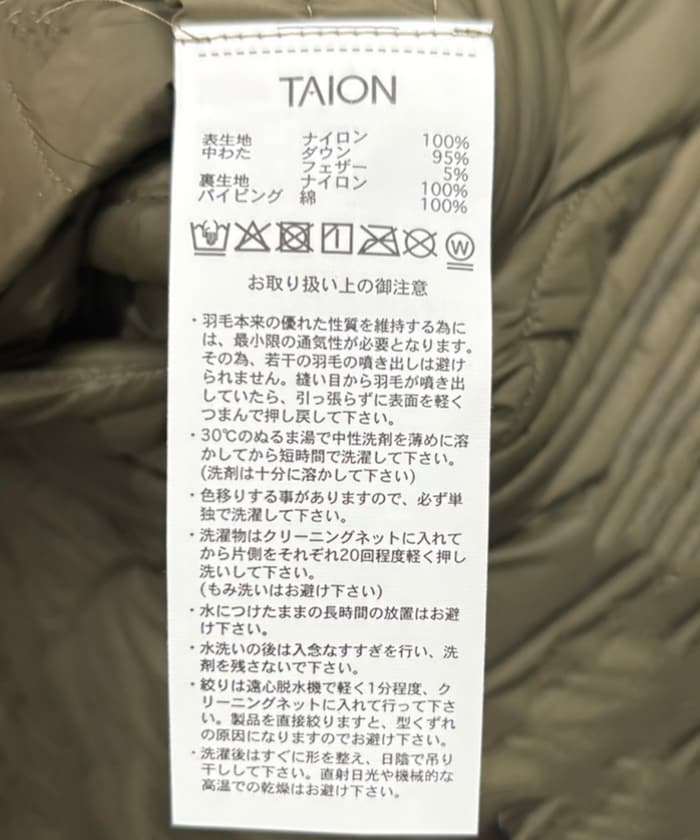 TAION
表生地 ナイロン 100%
中わた ダウン 95%
フェザー 5%
裏生地 ナイロン 100%
パイピング 綿 100%
W
お取り扱い上の御注意
・羽毛本来の優れた性質を維持する為に
は、最小限の通気性が必要となります。
その為、若干の羽毛の噴き出しは避け
られません。縫い目から羽毛が噴き出
していたら、引っ張らずに表面を軽く
つまんで押し戻して下さい。
・30℃のぬるま湯で中性洗剤を薄めに溶
かしてから短時間で洗濯して下さい。
(洗剤は十分に溶かして下さい)
・色移りする事がありますので、必ず単
独で洗濯して下さい。
・洗濯物はクリーニングネットに入れて
から片側をそれぞれ20回程度軽く押し
洗いして下さい。
(もみ洗いはお避け下さい)
・水につけたままの長時間の放置はお避
け下さい。
・水洗いの後は入念なすすぎを行い、洗
剤を残さないで下さい。
・絞りは遠心脱水機で軽く1分程度、ク
リーニングネットに入れて行って下さ
い。製品を直接絞りますと、型くずれ
の原因になりますのでお避け下さい。
・洗濯後はすぐに形を整え、日陰で吊り
干しして下さい。直射日光や機械的な
高温での乾燥はお避け下さい。